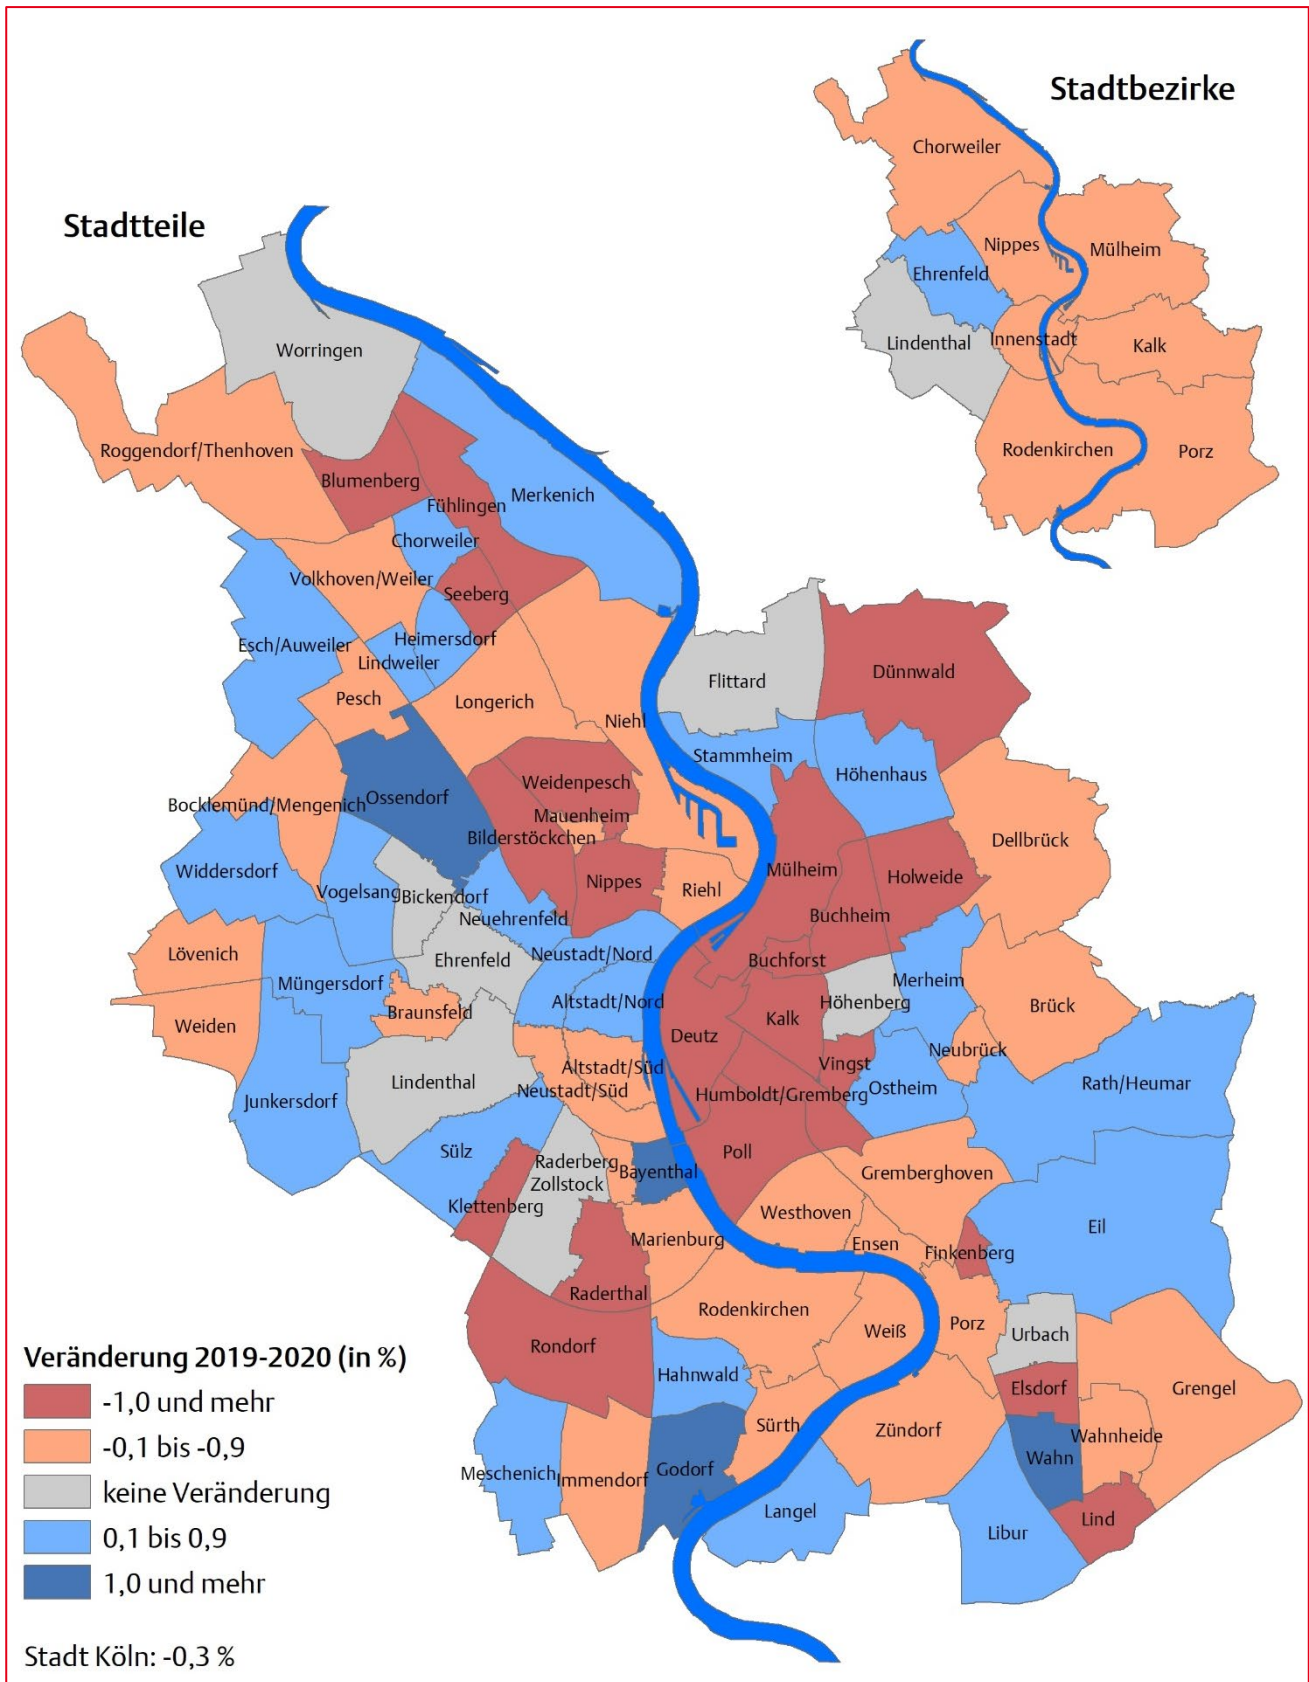 Stadtbezirke
Chorweiler
Nippes
Mülheim
Ehrenfeld
Lindenthal
Innenstadt
Kalk
Rodenkirchen
Porz
Stadtteile
Worringen
Roggendorf/Thenhoven
Blumenberg
Fühlingen
Merkenich
Chorweiler
Volkhoven/Weiler
Seeberg
Esch/Auweiler
Heimersdorf
Lindweiler
Pesch
Longerich
Niehl
Flittard
Dünnwald
Stammheim
Höhenhaus
Weidenpesch
Ossendorf
Bocklemünd/Mengenich
Mauenheim
Bilderstöckchen
Dellbrück
Widdersdorf
Vogelsang
Bickendorf
Nippes
Riehl
Mülheim
Holweide
Neuehrenfeld
Buchheim
Lövenich
Müngersdorf
Ehrenfeld
Neustadt/Nord
Buchforst
Merheim
Weiden
Braunsfeld
Altstadt/Nord
Höhenberg
Brück
Deutz
Kalk
Neubrück
Lindenthal
Altstadt/Süd
Neustadt/Süd
Vingst
Ostheim
Rath/Heumar
Junkersdorf
Humboldt/Gremberg
Sülz
Raderberg
Zollstock
Bayenthal
Poll
Gremberghoven
Klettenberg
Marienburg
Westhoven
Ensen
Finkenberg
Eil
Raderthal
Rodenkirchen
Weiß
Porz
Urbach
Rondorf
Hahnwald
Elsdorf
Grengel
Sürth
Zündorf
Wahnheide
Wahn
Meschenich
Immendorf
Godorf
Langel
Libur
Lind
Veränderung 2019-2020 (in %)
-1,0 und mehr
-0,1 bis -0,9
keine Veränderung
0,1 bis 0,9
1,0 und mehr
Stadt Köln: -0,3 %